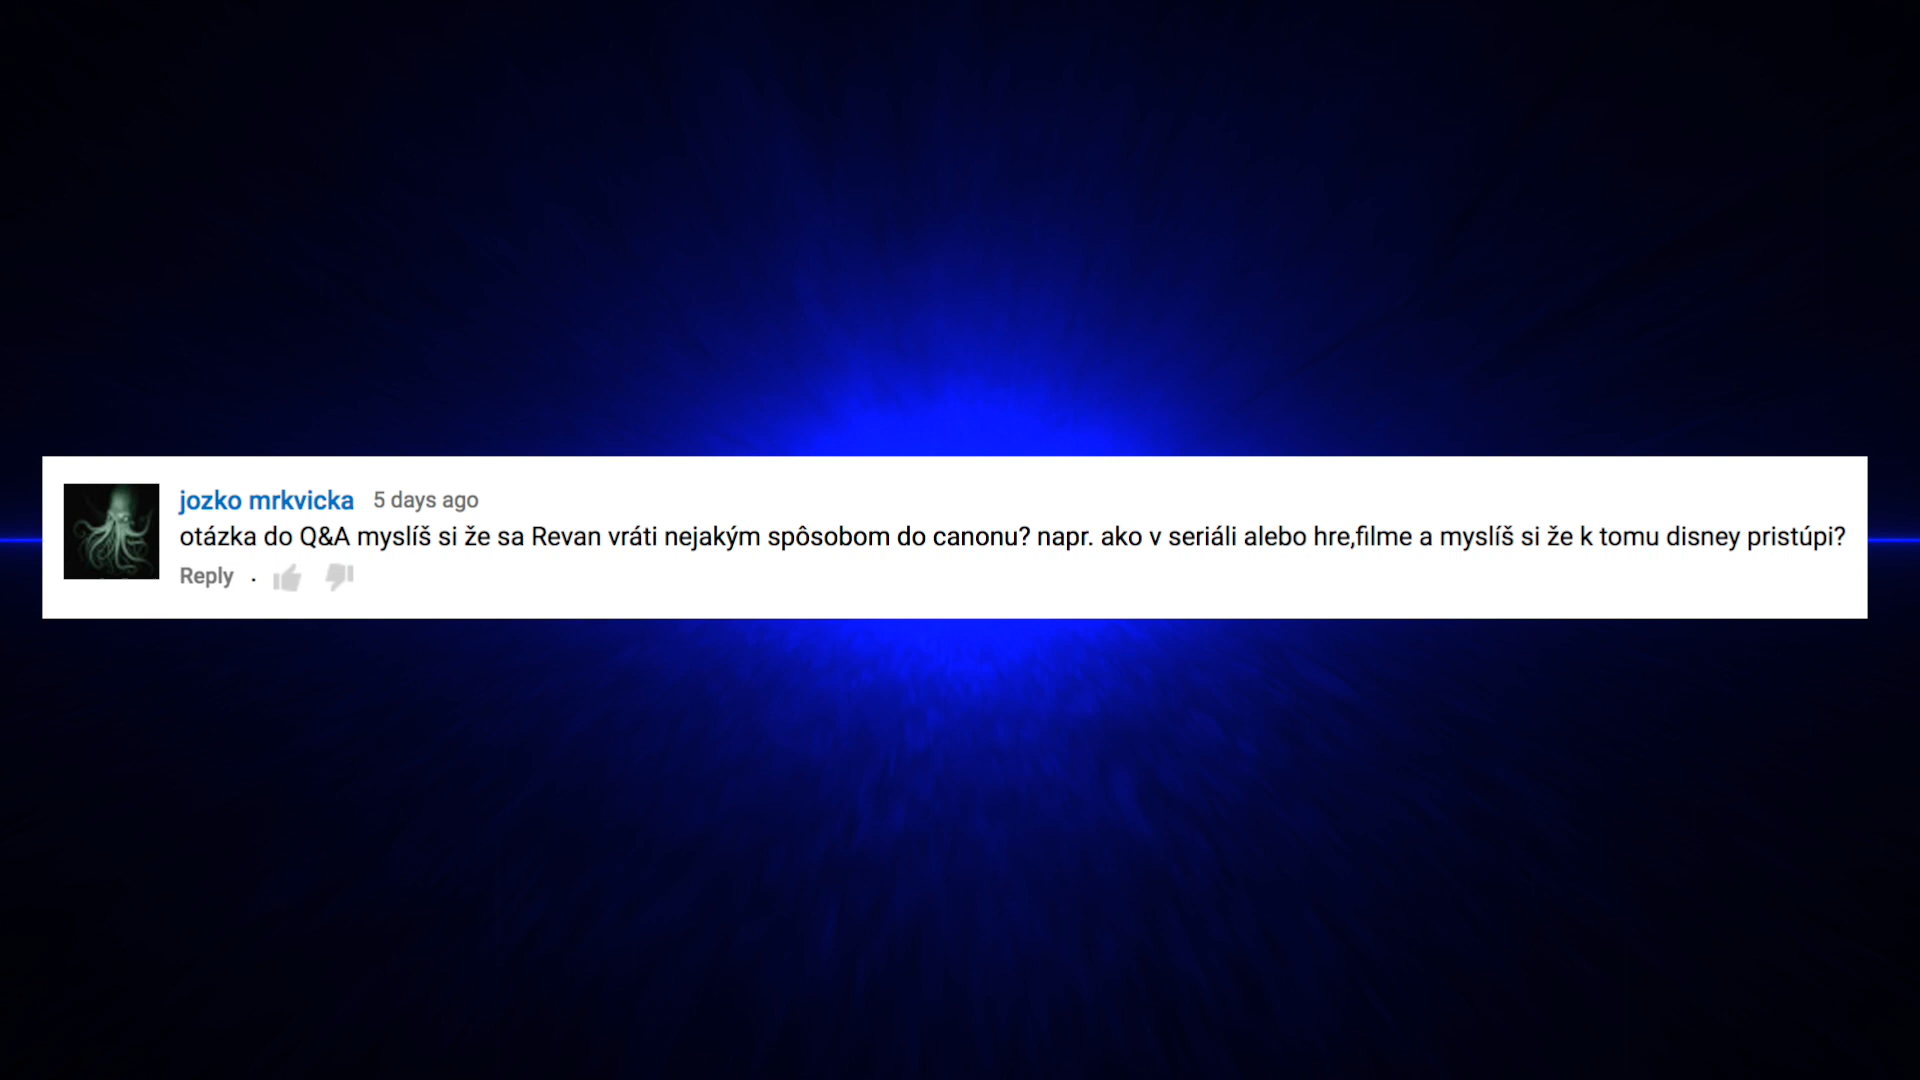 jozko mrkvicka 5 days ago
otázka do Q&A myslíš si že sa Revan vráti nejakým spôsobom do canonu? napr. ako v seriáli alebo hre,filme a myslíš si že k tomu disney pristúpi?
Reply .